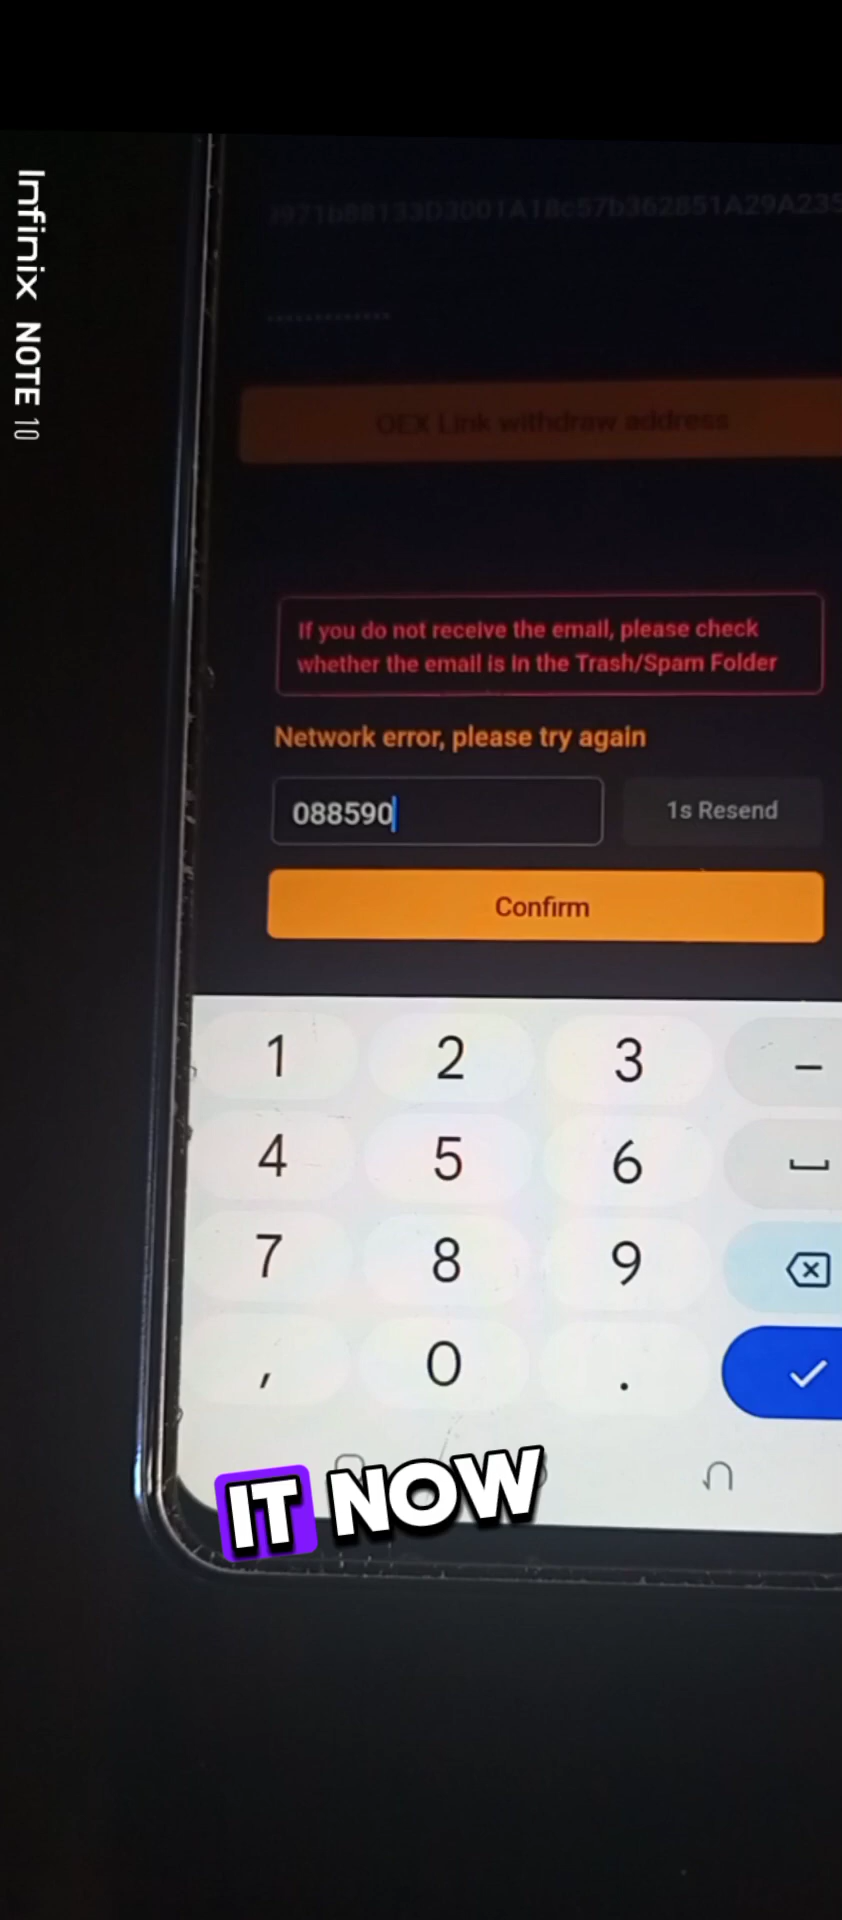 Infinix NOTE 10
OEX Link withdraw address
If you do not receive the email, please check
whether the email is in the Trash/Spam Folder
Network error, please try again
088590
1s Resend
Confirm
1 2 3 –
4 5 6
7 8 9
, 0 .
IT NOW